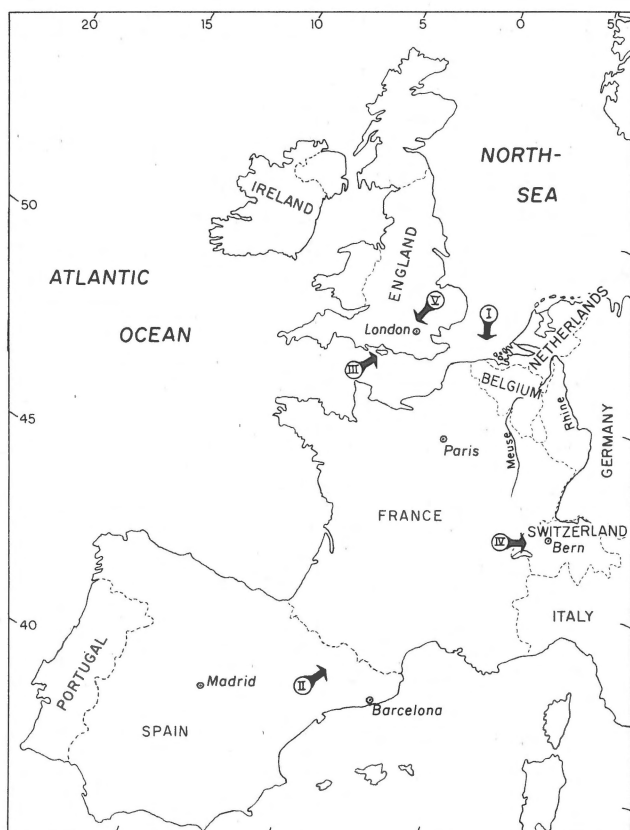 20
15
10
5
0
5
NORTH-
SEA
IRELAND
50
ENGLAND
ATLANTIC
OCEAN
V
I
London
NETHERLANDS
III
BELGIUM
45
Meuse
Rhine
GERMANY
Paris
FRANCE
IV
SWITZERLAND
Bern
ITALY
40
PORTUGAL
Madrid
II
Barcelona
SPAIN